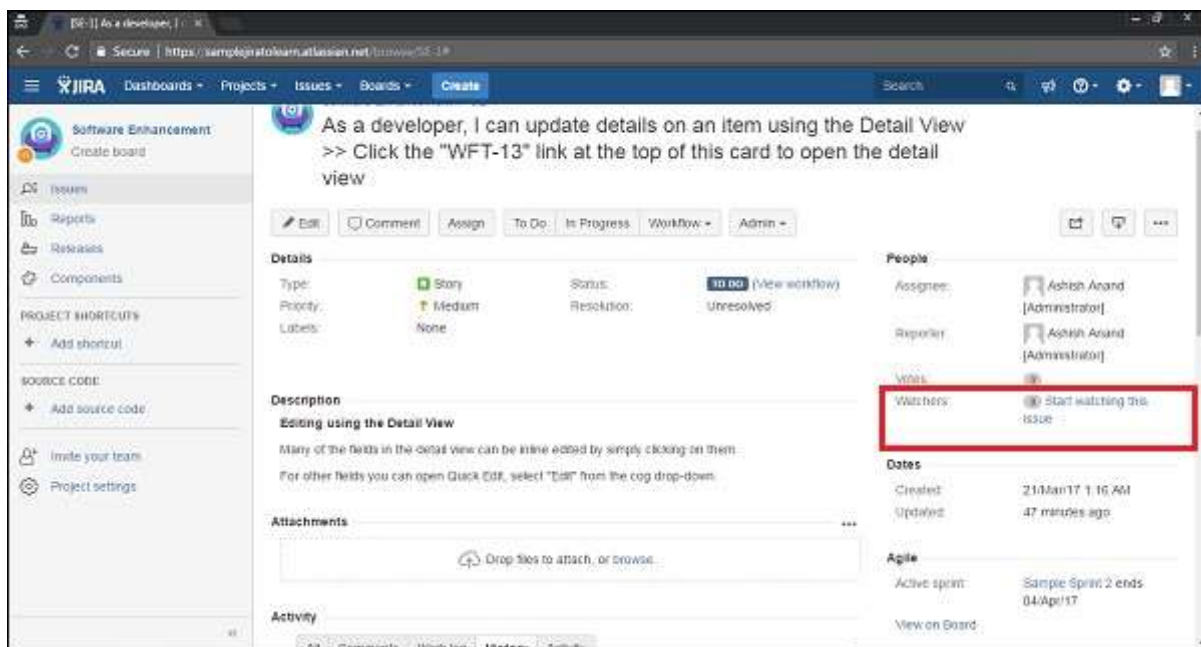 [SE-1] As a developer, I
Secure | https://samplejiratolearn.atlassian.net/browse/SE-1#
JIRA Dashboards Projects Issues Boards Create Search
Software Enhancement
Create board
Issues
Reports
Releases
Components
PROJECT SHORTCUTS
+ Add shortcut
SOURCE CODE
+ Add source code
Invite your team
Project settings
As a developer, I can update details on an item using the Detail View
>> Click the "WFT-13" link at the top of this card to open the detail
view
Edit Comment Assign To Do In Progress Workflow Admin
Details
Type: Story Status: TO DO (View workflow)
Priority: Medium Resolution: Unresolved
Labels: None
Description
Editing using the Detail View
Many of the fields in the detail view can be inline edited by simply clicking on them.
For other fields you can open Quick Edit, select "Edit" from the cog drop-down.
Attachments
Drop files to attach, or browse.
Activity
All Comments Work log History Activity
People
Assignee: Ashish Anand
[Administrator]
Reporter: Ashish Anand
[Administrator]
Votes:
Watchers: Start watching this
issue
Dates
Created: 21/Mar/17 1:16 AM
Updated: 47 minutes ago
Agile
Active sprint: Sample Sprint 2 ends
04/Apr/17
View on Board